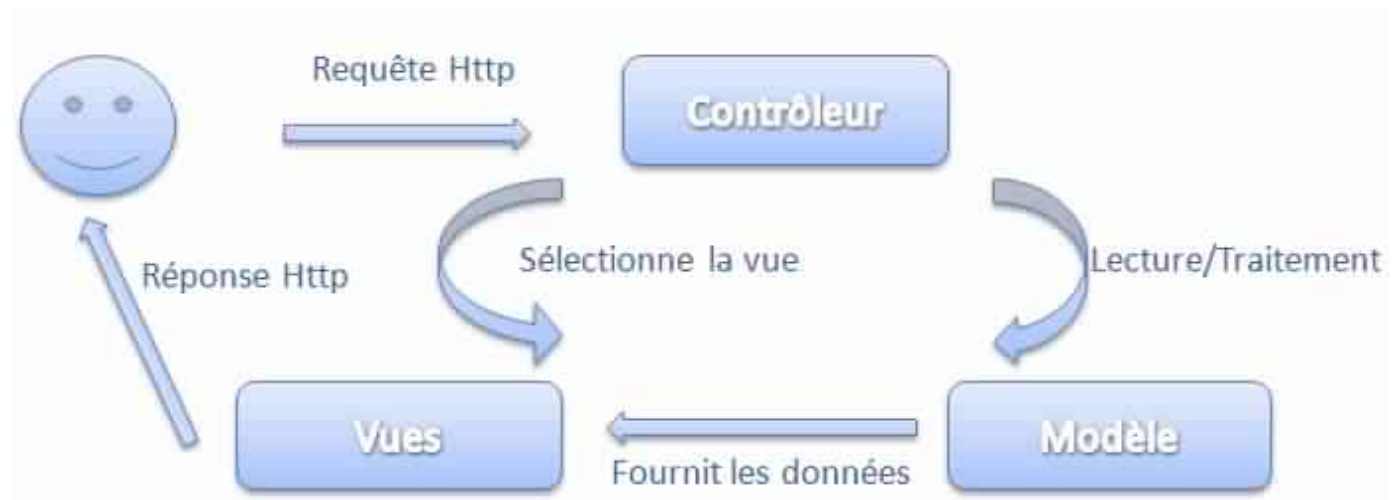 Requête Http
Contrôleur
Sélectionne la vue
Lecture/Traitement
Réponse Http
Vues
Modèle
Fournit les données